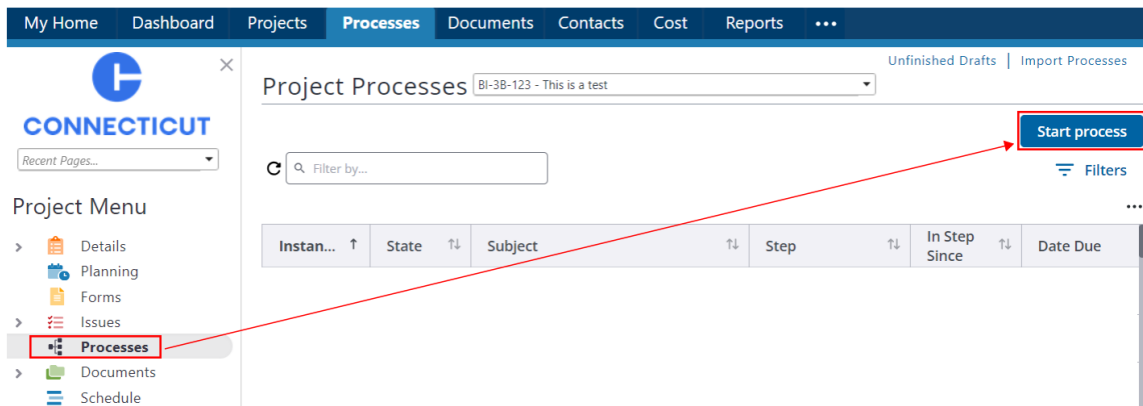 My Home Dashboard Projects Processes Documents Contacts Cost Reports
Unfinished Drafts | Import Processes
Project Processes BI-3B-123 - This is a test
CONNECTICUT
Start process
Recent Pages...
Filter by...
Filters
Project Menu
Instan... State Subject Step In Step Since Date Due
Details
Planning
Forms
Issues
Processes
Documents
Schedule